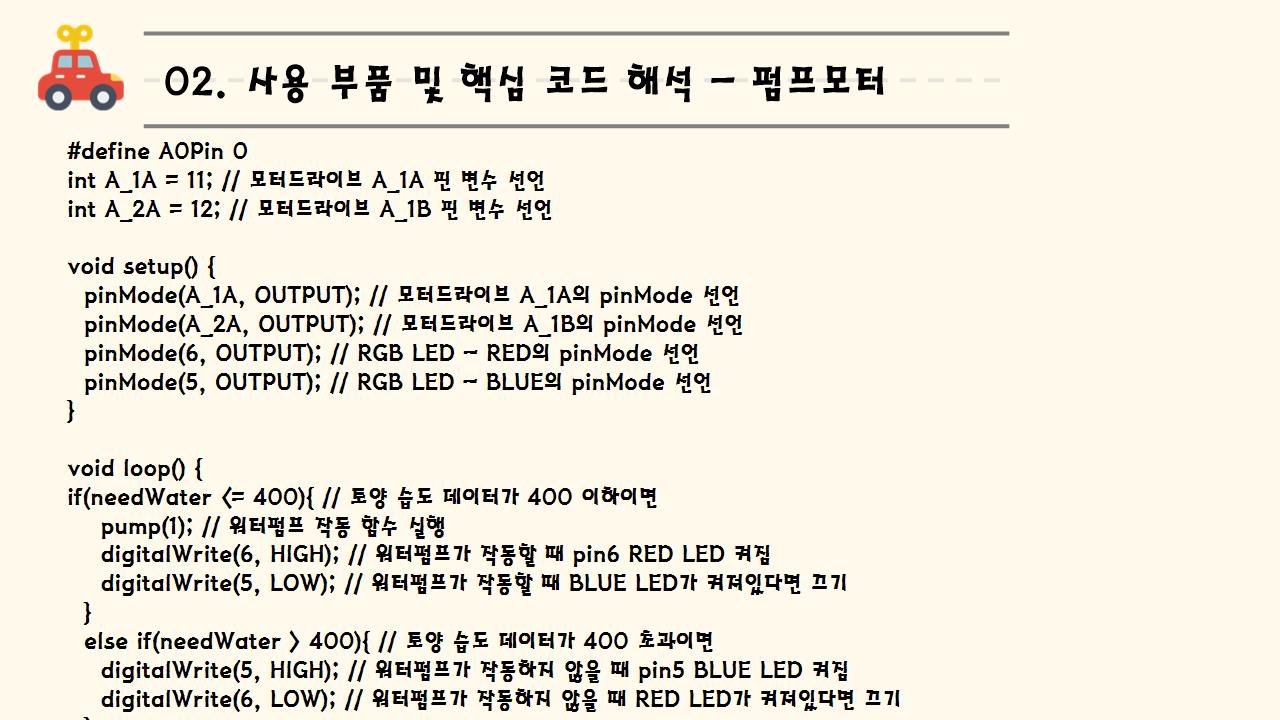 02. 사용 부품 및 핵심 코드 해석 - 펌프모터
#define A0Pin 0
int A_1A = 11; // 모터드라이브 A_1A 핀 변수 선언
int A_2A = 12; // 모터드라이브 A_1B 핀 변수 선언
void setup() {
pinMode(A_1A, OUTPUT); // 모터드라이브 A_1A의 pinMode 선언
pinMode(A_2A, OUTPUT); // 모터드라이브 A_1B의 pinMode 선언
pinMode(6, OUTPUT); // RGB LED - RED의 pinMode 선언
pinMode(5, OUTPUT); // RGB LED - BLUE의 pinMode 선언
}
void loop() {
if(needWater <= 400){ // 토양 습도 데이터가 400 이하이면
pump(1); // 워터펌프 작동 함수 실행
digitalWrite(6, HIGH); // 워터펌프가 작동할 때 pin6 RED LED 켜짐
digitalWrite(5, LOW); // 워터펌프가 작동할 때 BLUE LED가 켜져있다면 끄기
}
else if(needWater > 400){ // 토양 습도 데이터가 400 초과이면
digitalWrite(5, HIGH); // 워터펌프가 작동하지 않을 때 pin5 BLUE LED 켜짐
digitalWrite(6, LOW); // 워터펌프가 작동하지 않을 때 RED LED가 켜져있다면 끄기